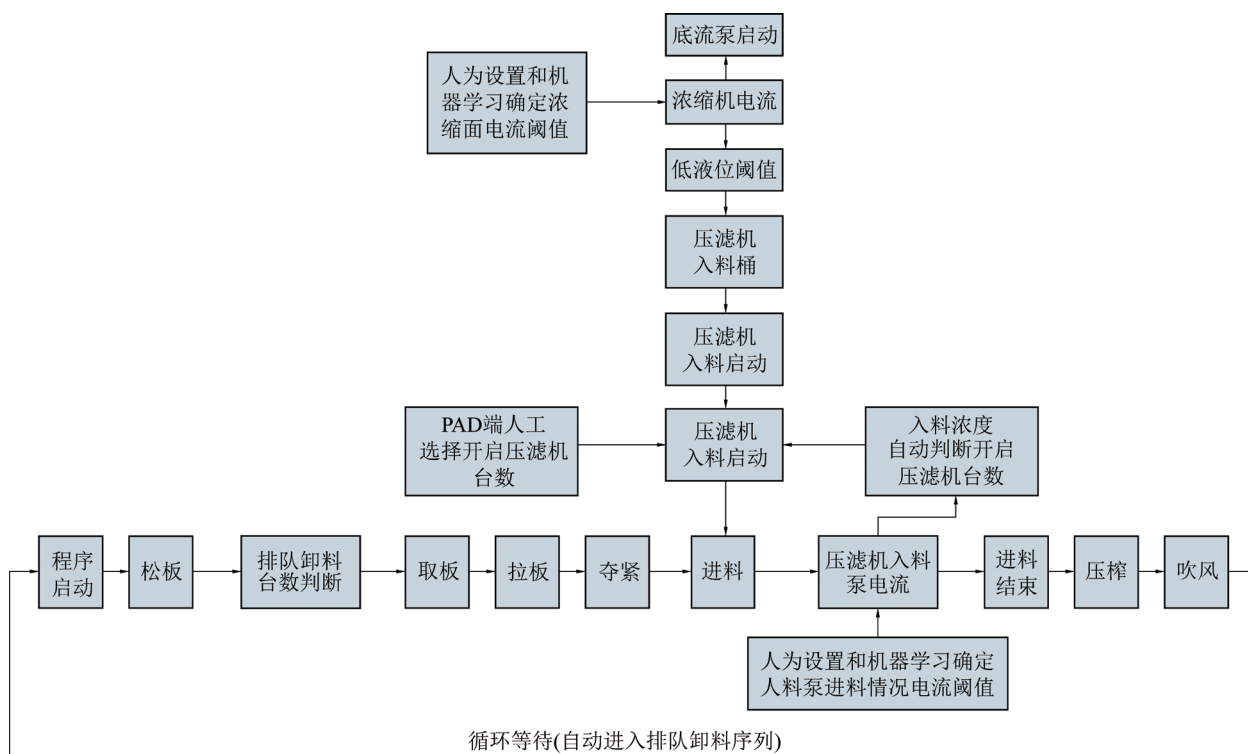 底流泵启动
人为设置和机
器学习确定浓
缩面电流阈值
浓缩机电流
低液位阈值
压滤机
入料桶
压滤机
入料启动
PAD端人工
选择开启压滤机
台数
压滤机
入料启动
入料浓度
自动判断开启
压滤机台数
程序
启动
松板
排队卸料
台数判断
取板
拉板
夯紧
进料
压滤机入料
泵电流
进料
结束
压榨
吹风
人为设置和机器学习确定
人料泵进料情况电流阈值
循环等待(自动进入排队卸料序列)